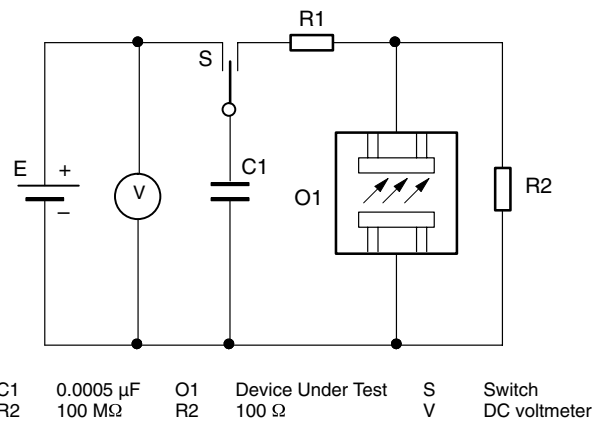 R1
S
C1
E
+
V
O1
R2
–
C1 0.0005 µF O1 Device Under Test S Switch
R2 100 MΩ R2 100 Ω V DC voltmeter